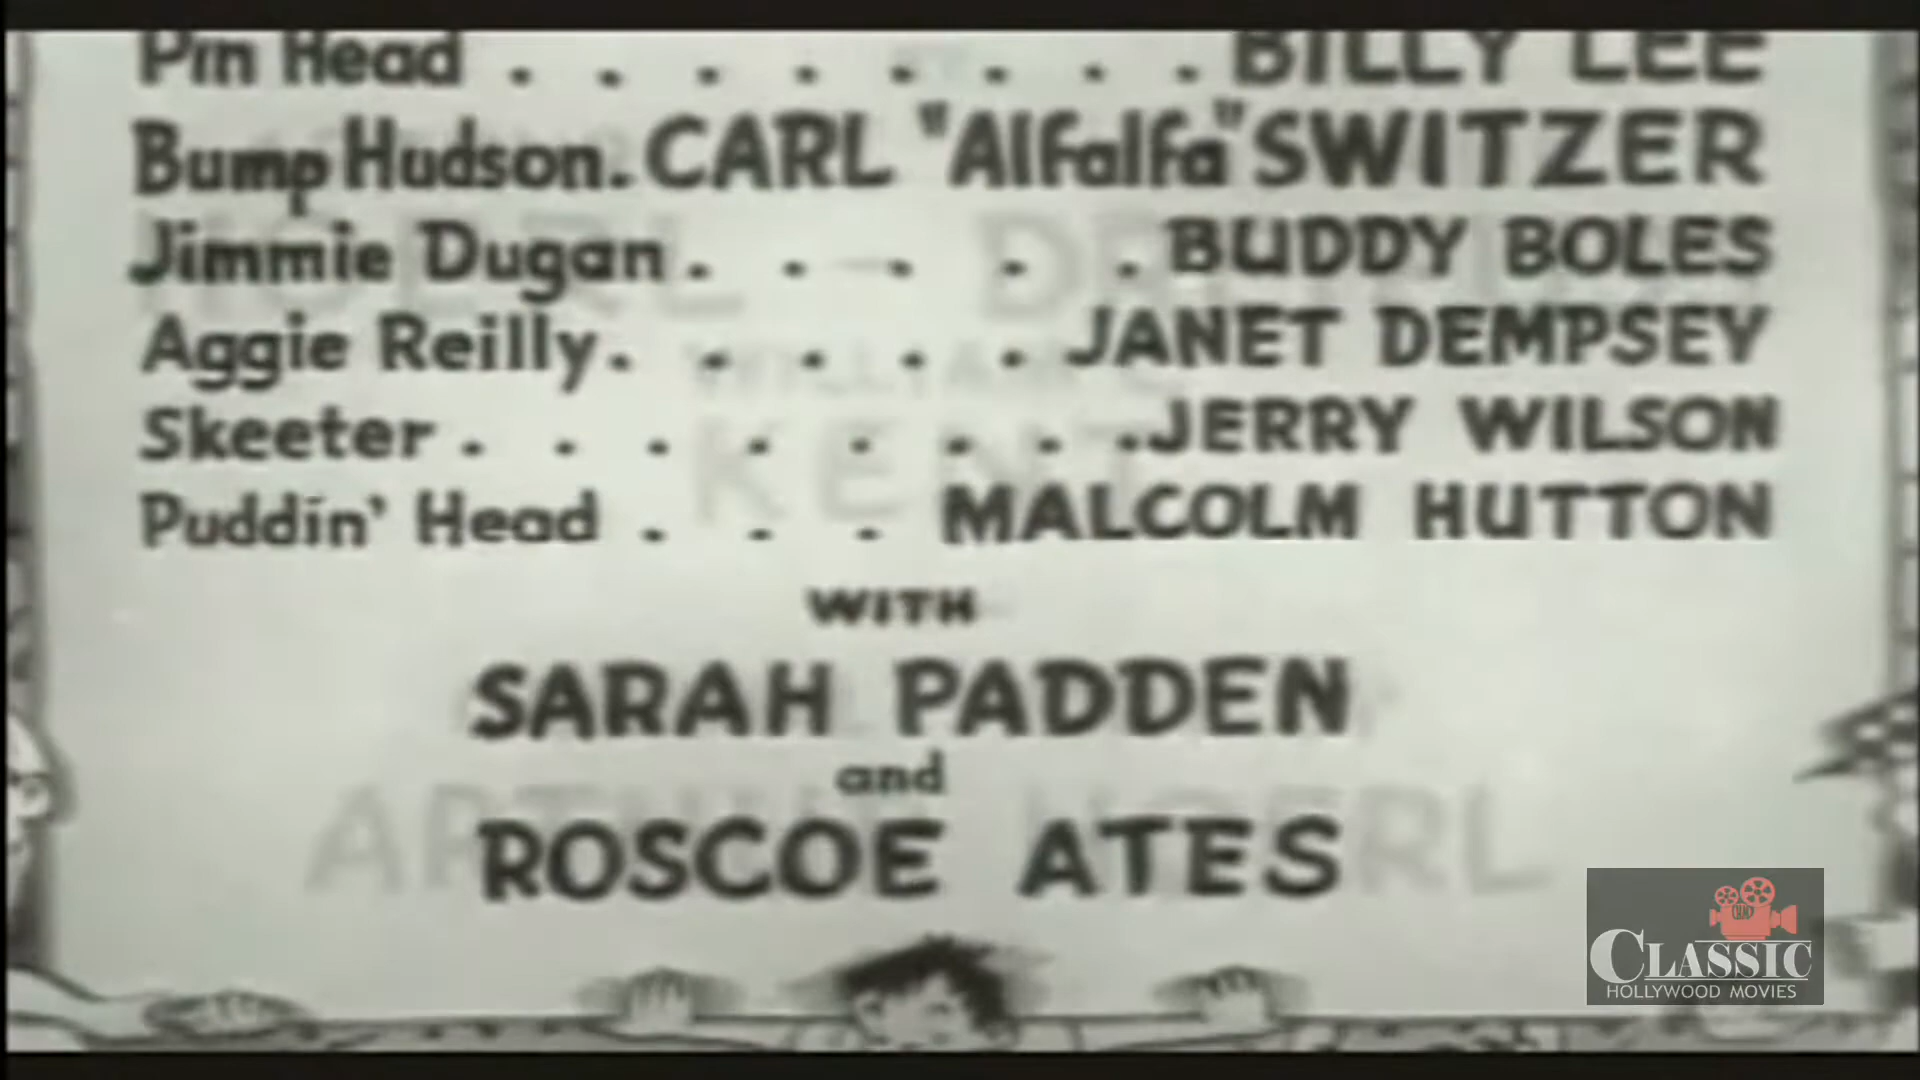 Pin Head . . . . . . . . BILLY LEE
Bump Hudson. CARL "Alfalfa" SWITZER
Jimmie Dugan . . . . . BUDDY BOLES
Aggie Reilly . . . . . JANET DEMPSEY
Skeeter . . . . . . . . JERRY WILSON
Puddin' Head . . . MALCOLM HUTTON
WITH
SARAH PADDEN
and
ROSCOE ATES
CLASSIC
HOLLYWOOD MOVIES